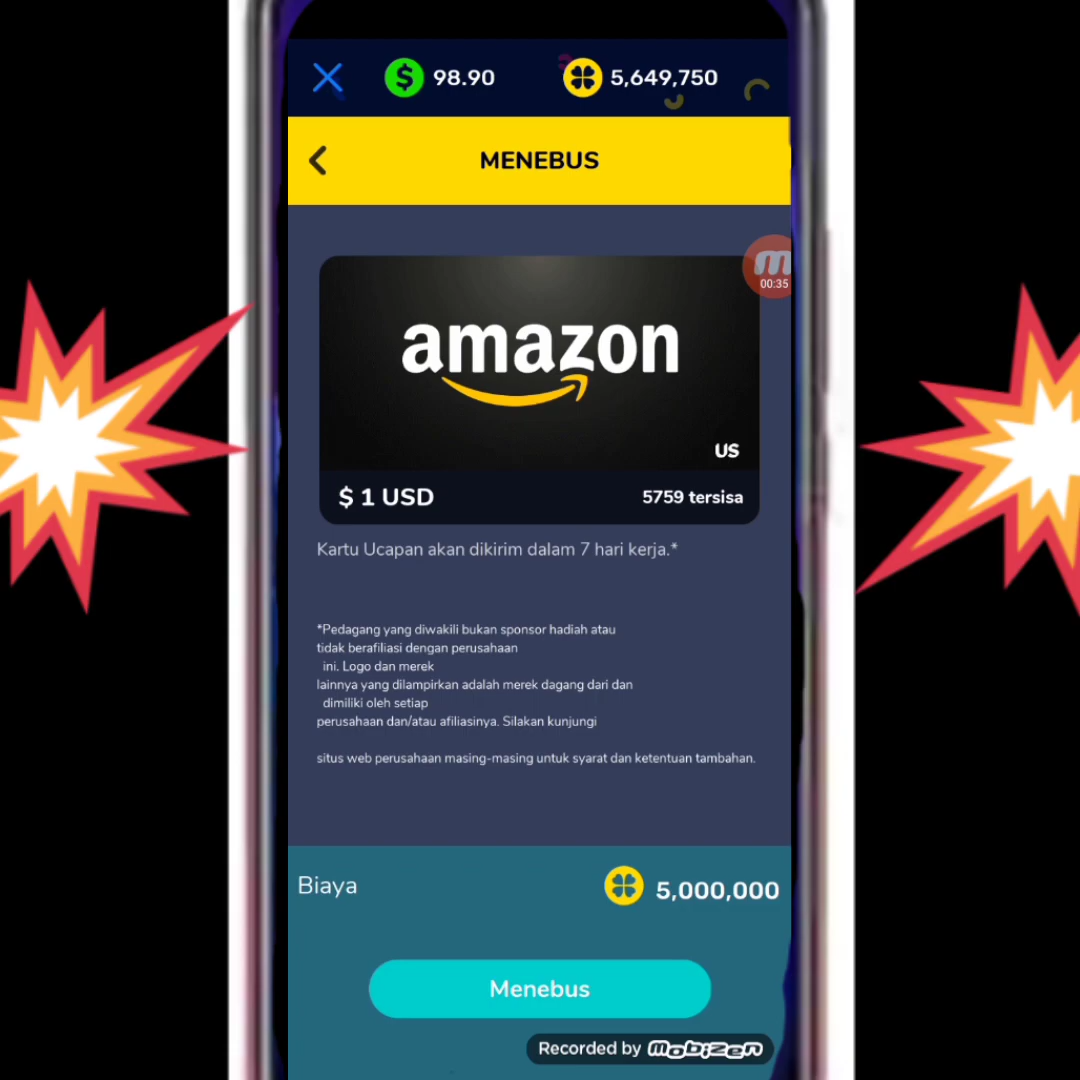 98.90
5,649,750
MENEBUS
00:35
amazon
US
$ 1 USD
5759 tersisa
Kartu Ucapan akan dikirim dalam 7 hari kerja.*
*Pedagang yang diwakili bukan sponsor hadiah atau
tidak berafiliasi dengan perusahaan
ini. Logo dan merek
lainnya yang dilampirkan adalah merek dagang dari dan
dimiliki oleh setiap
perusahaan dan/atau afiliasinya. Silakan kunjungi
situs web perusahaan masing-masing untuk syarat dan ketentuan tambahan.
Biaya
5,000,000
Menebus
Recorded by mobizen